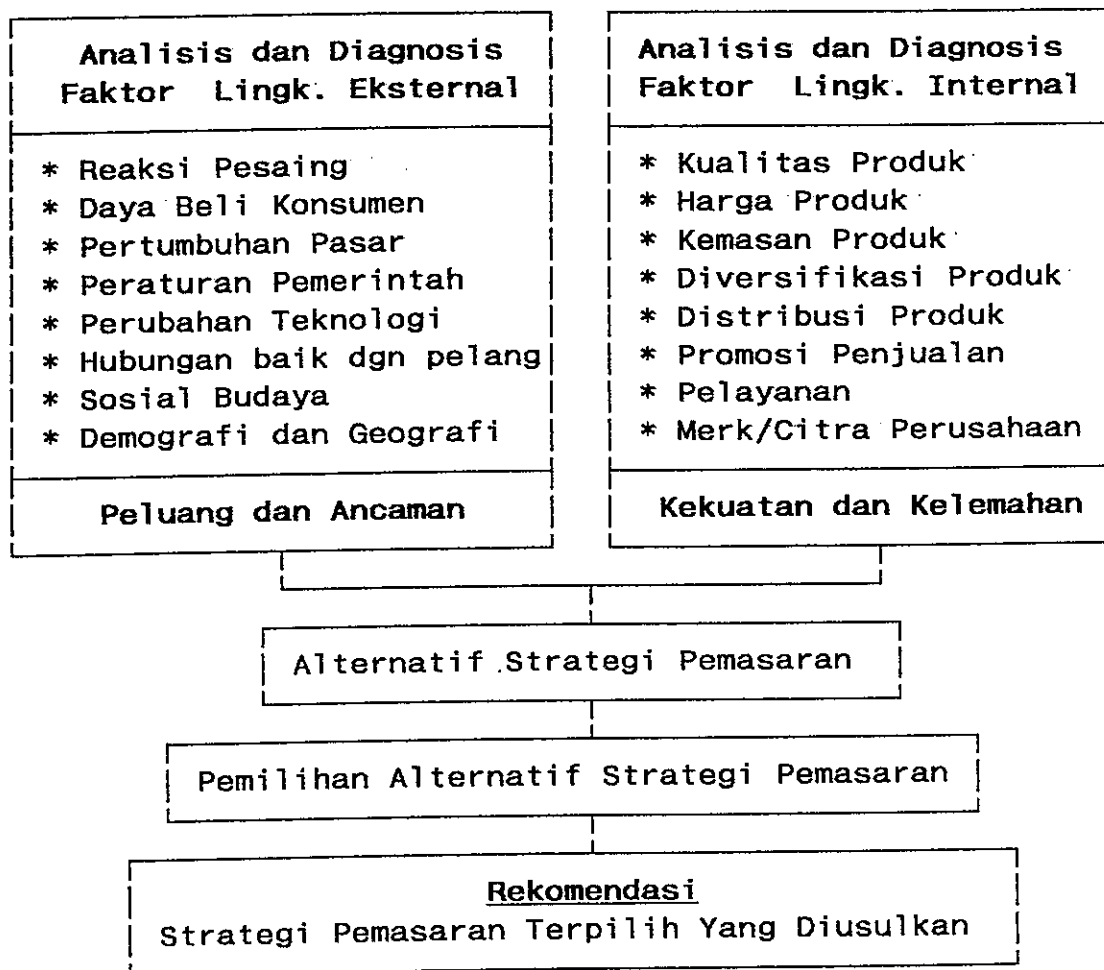 Analisis dan Diagnosis
Faktor Lingk. Eksternal
* Reaksi Pesaing
* Daya Beli Konsumen
* Pertumbuhan Pasar
* Peraturan Pemerintah
* Perubahan Teknologi
* Hubungan baik dgn pelang
* Sosial Budaya
* Demografi dan Geografi
Peluang dan Ancaman
Analisis dan Diagnosis
Faktor Lingk. Internal
* Kualitas Produk
* Harga Produk
* Kemasan Produk
* Diversifikasi Produk
* Distribusi Produk
* Promosi Penjualan
* Pelayanan
* Merk/Citra Perusahaan
Kekuatan dan Kelemahan
Alternatif Strategi Pemasaran
Pemilihan Alternatif Strategi Pemasaran
Rekomendasi
Strategi Pemasaran Terpilih Yang Diusulkan